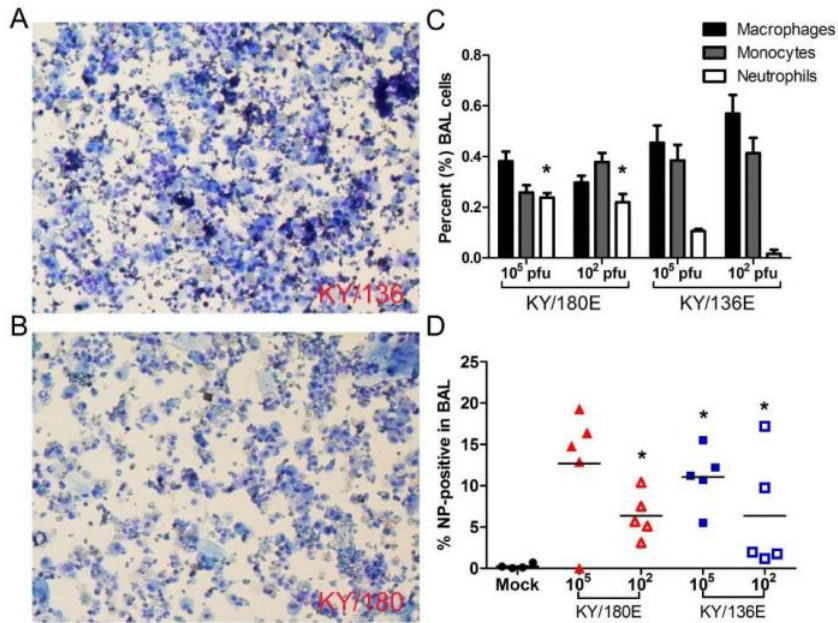 A
KY/136
B
KY/180
C
Macrophages
Monocytes
Neutrophils
Percent (%) BAL cells
0.8
0.6
0.4
0.2
0.0
* *
10⁵ pfu 10² pfu 10⁵ pfu 10² pfu
KY/180E KY/136E
D
% NP-positive in BAL
25
20
15
10
5
0
* * *
Mock 10⁵ 10² 10⁵ 10²
KY/180E KY/136E